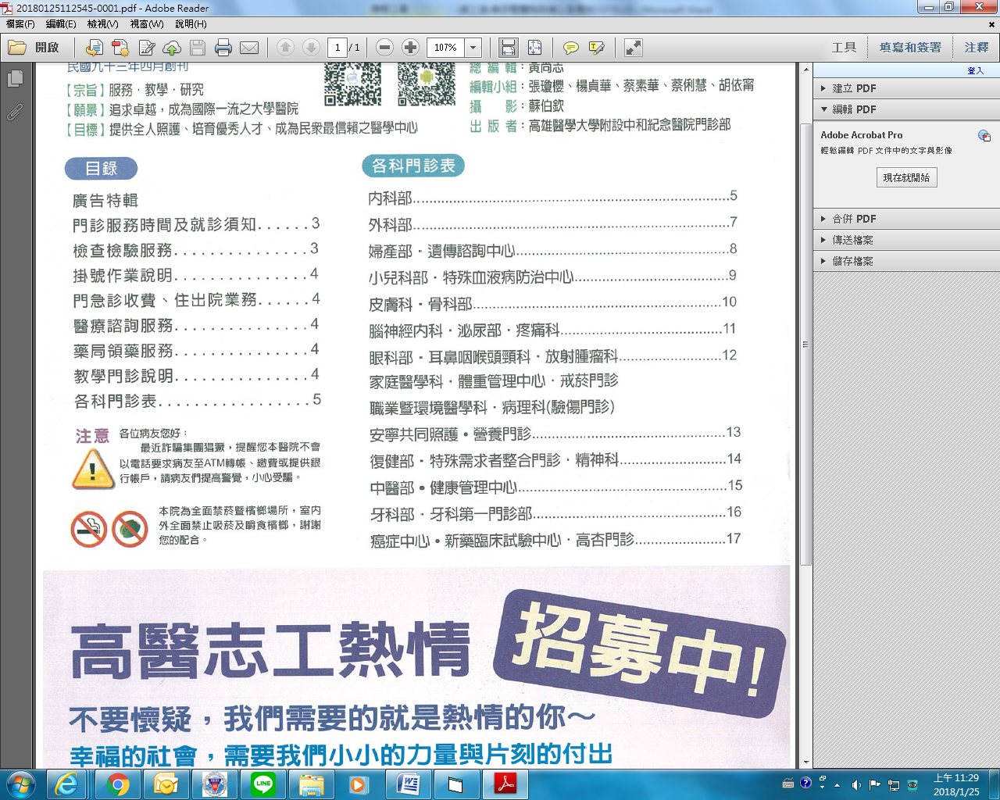 20180125112545-0001.pdf - Adobe Reader
檔案(F) 編輯(E) 檢視(V) 視窗(W) 說明(H)
開啟 1 / 1 107% 工具 填寫和簽署 注釋
登入
建立 PDF
編輯 PDF
Adobe Acrobat Pro
輕鬆編輯 PDF 文件中的文字與影像
現在就開始
合併 PDF
傳送檔案
儲存檔案
民國九十三年四月創刊
【宗旨】服務．教學．研究
【願景】追求卓越，成為國際一流之大學醫院
【目標】提供全人照護、培育優秀人才、成為民衆最信賴之醫學中心
總編輯：黃尚志
編輯小組：張瓊櫻、楊貞華、蔡素華、蔡俐慧、胡依甯
攝 影：蘇伯欽
出版者：高雄醫學大學附設中和紀念醫院門診部
目錄
廣告特輯
門診服務時間及就診須知......3
檢查檢驗服務...............3
掛號作業說明...............4
門急診收費、住出院業務......4
醫療諮詢服務...............4
藥局領藥服務...............4
教學門診說明...............4
各科門診表.................5
注意
各位病友您好：
最近詐騙集團猖獗，提醒您本醫院不會
以電話要求病友至ATM轉帳、繳費或提供銀
行帳戶，請病友們提高警覺，小心受騙。
本院為全面禁菸暨檳榔場所，室內
外全面禁止吸菸及嚼食檳榔，謝謝
您的配合。
各科門診表
內科部......................................................5
外科部......................................................7
婦產部．遺傳諮詢中心..............................8
小兒科部．特殊血液病防治中心....................9
皮膚科．骨科部..........................................10
腦神經內科．泌尿部．疼痛科......................11
眼科部．耳鼻咽喉頭頸科．放射腫瘤科............12
家庭醫學科．體重管理中心．戒菸門診
職業暨環境醫學科．病理科(驗傷門診)
安寧共同照護•營養門診..............................13
復健部．特殊需求者整合門診．精神科............14
中醫部•健康管理中心..................................15
牙科部．牙科第一門診部..............................16
癌症中心•新藥臨床試驗中心．高杏門診..........17
高醫志工熱情
招募中!
不要懷疑，我們需要的就是熱情的你～
幸福的社會，需要我們小小的力量與片刻的付出
上午 11:29
2018/1/25